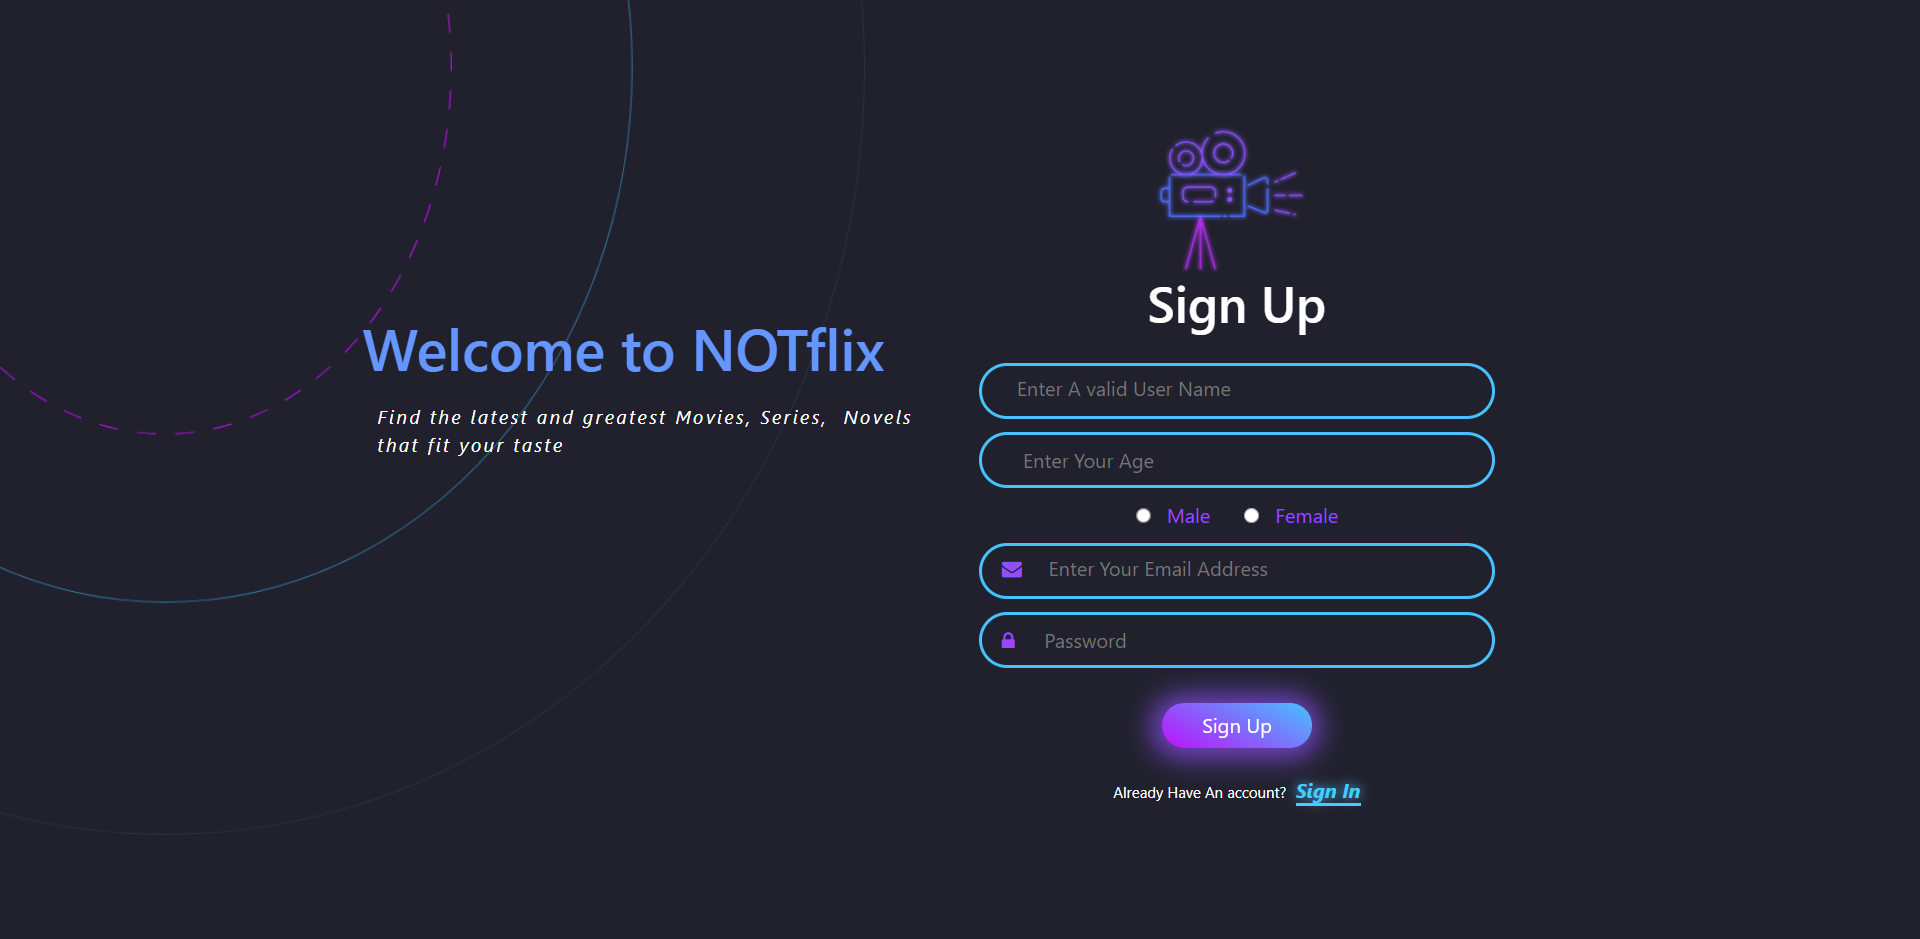 Welcome to NOTflix
Find the latest and greatest Movies, Series, Novels
that fit your taste
Sign Up
Enter A valid User Name
Enter Your Age
Male Female
Enter Your Email Address
Password
Sign Up
Already Have An account? Sign In